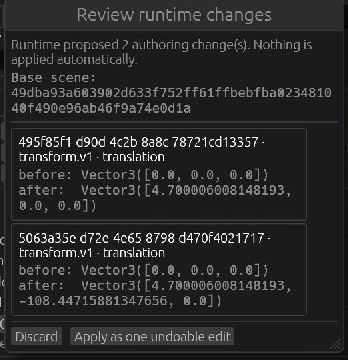 Review runtime changes
Runtime proposed 2 authoring change(s). Nothing is
applied automatically.
Base scene:
49dba93a603902d633f752ff61ffbebfba0234810
40f490e96ab46f9a74e0d1a
495f85f1 d90d 4c2b 8a8c 78721cd13357 ·
transform.v1 · translation
before: Vector3([0.0, 0.0, 0.0])
after:  Vector3([4.700006008148193,
0.0, 0.0])
5063a35e d72e 4e65 8798 d470f4021717 ·
transform.v1 · translation
before: Vector3([0.0, 0.0, 0.0])
after:  Vector3([4.700006008148193,
-108.44715881347656, 0.0])
Discard Apply as one undoable edit